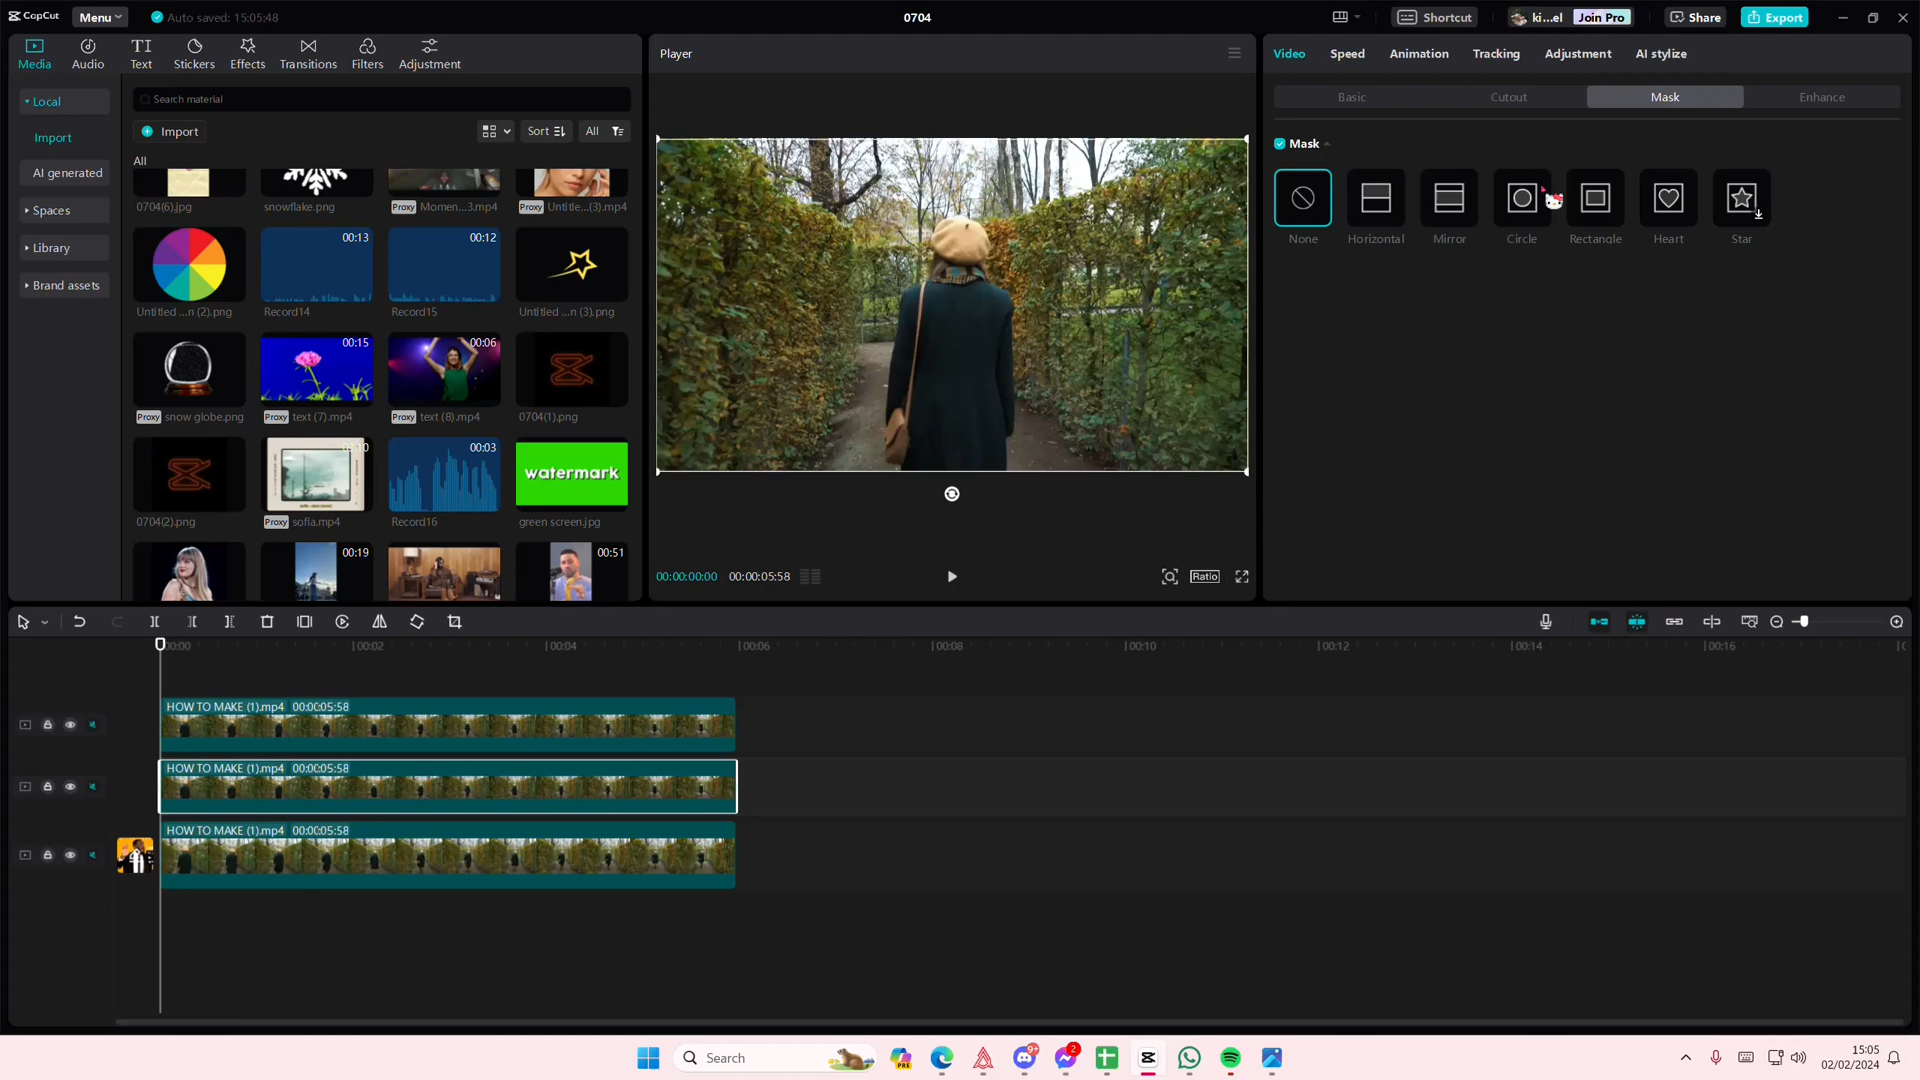 CapCut
Menu
Auto saved: 15:05:48
0704
Shortcut
ki...el
Join Pro
Share
Export
Media
Audio
Text
Stickers
Effects
Transitions
Filters
Adjustment
Local
Import
AI generated
Spaces
Library
Brand assets
Search material
Import
Sort
All
All
0704(6).jpg
snowflake.png
Proxy Momen...3.mp4
Proxy Untitle...(3).mp4
00:13
00:12
Untitled ...n (2).png
Record14
Record15
Untitled ...n (3).png
00:15
00:06
Proxy snow globe.png
Proxy text (7).mp4
Proxy text (8).mp4
0704(1).png
00:03
watermark
0704(2).png
Proxy sofia.mp4
Record16
green screen.jpg
00:19
00:51
Player
00:00:00:00
00:00:05:58
Ratio
Video
Speed
Animation
Tracking
Adjustment
AI stylize
Basic
Cutout
Mask
Enhance
Mask
None
Horizontal
Mirror
Circle
Rectangle
Heart
Star
00:00
00:02
00:04
00:06
00:08
00:10
00:12
00:14
00:16
HOW TO MAKE (1).mp4 00:00:05:58
HOW TO MAKE (1).mp4 00:00:05:58
HOW TO MAKE (1).mp4 00:00:05:58
Search
PRE
9+
2
15:05
02/02/2024